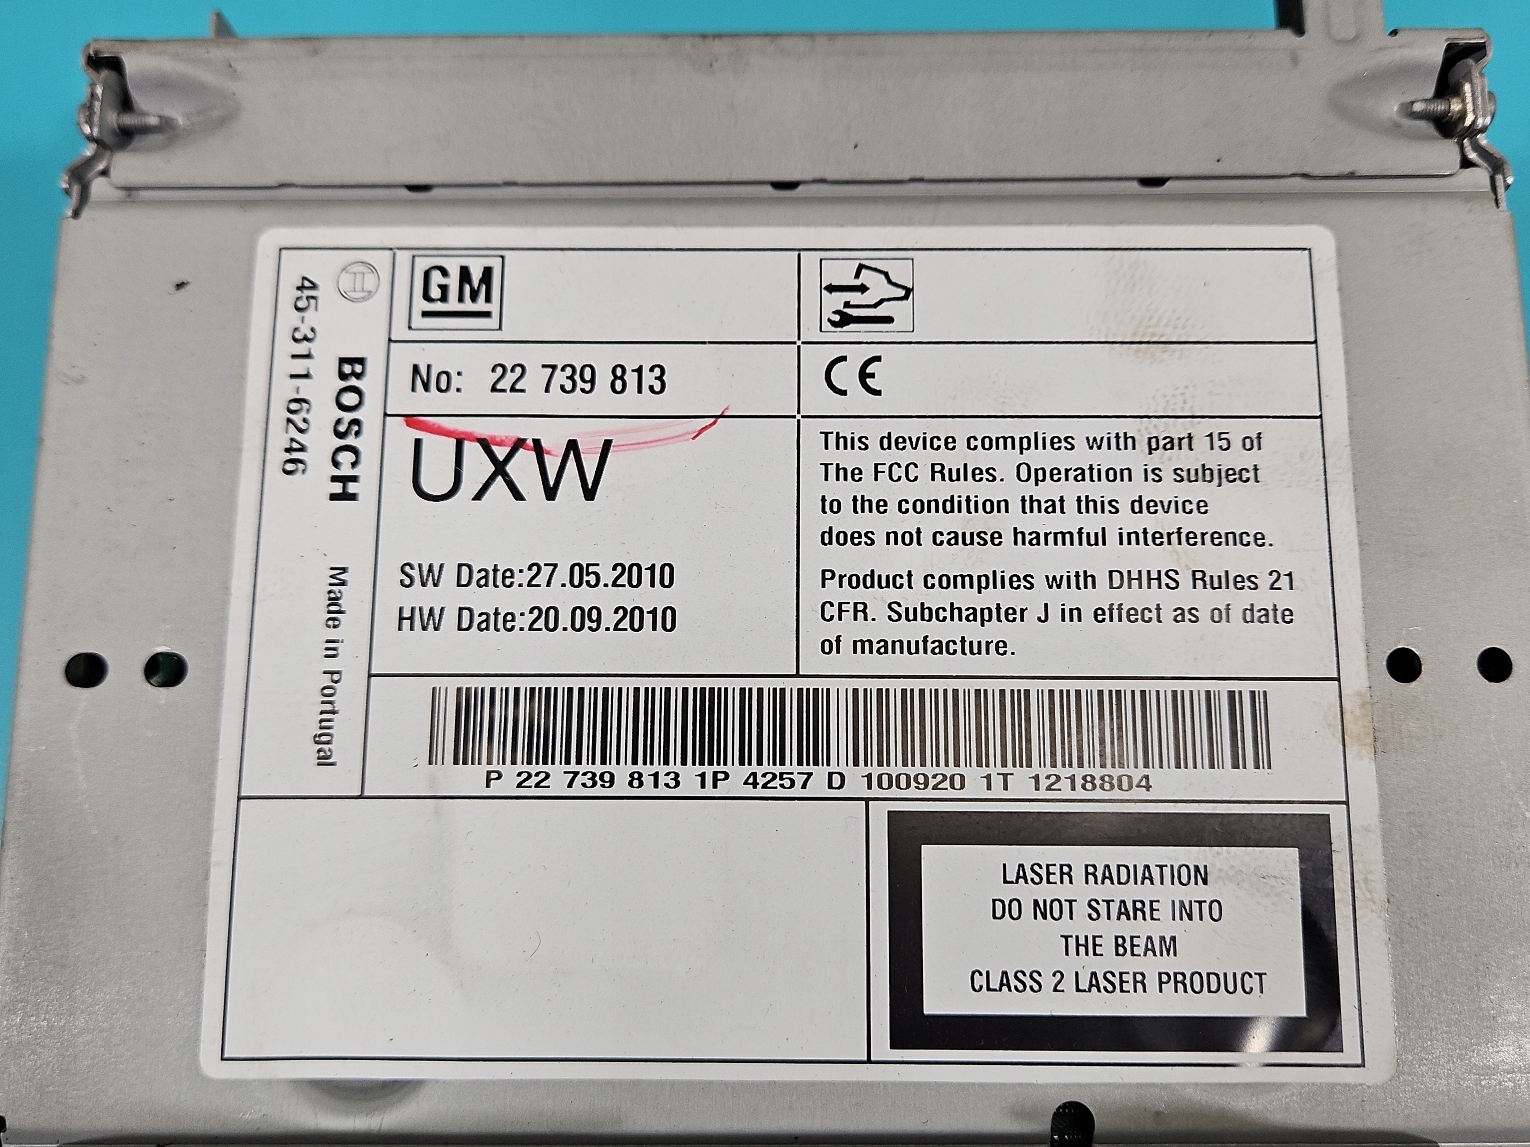 GM
No: 22 739 813
UXW
SW Date:27.05.2010
HW Date:20.09.2010
CE
This device complies with part 15 of
The FCC Rules. Operation is subject
to the condition that this device
does not cause harmful interference.
Product complies with DHHS Rules 21
CFR. Subchapter J in effect as of date
of manufacture.
BOSCH Made in Portugal
45-311-6246
P 22 739 813 1P 4257 D 100920 1T 1218804
LASER RADIATION
DO NOT STARE INTO
THE BEAM
CLASS 2 LASER PRODUCT